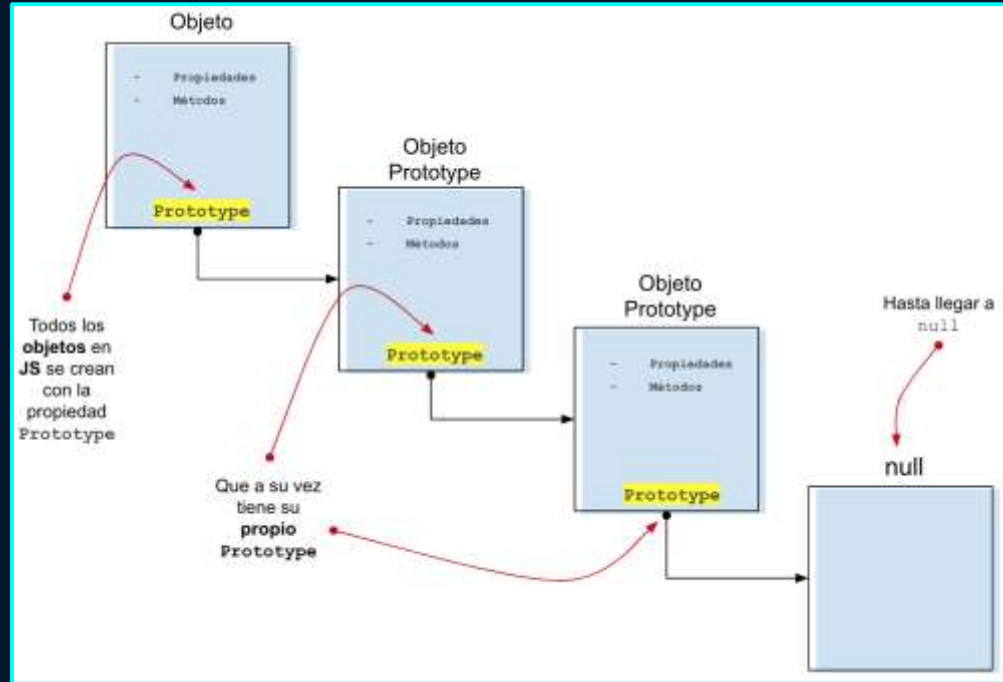 Objeto
- Propiedades
- Métodos
Prototype
Todos los
objetos en
JS se crean
con la
propiedad
Prototype
Objeto
Prototype
- Propiedades
- Métodos
Prototype
Que a su vez
tiene su
propio
Prototype
Objeto
Prototype
- Propiedades
- Métodos
Prototype
Hasta llegar a
null
null